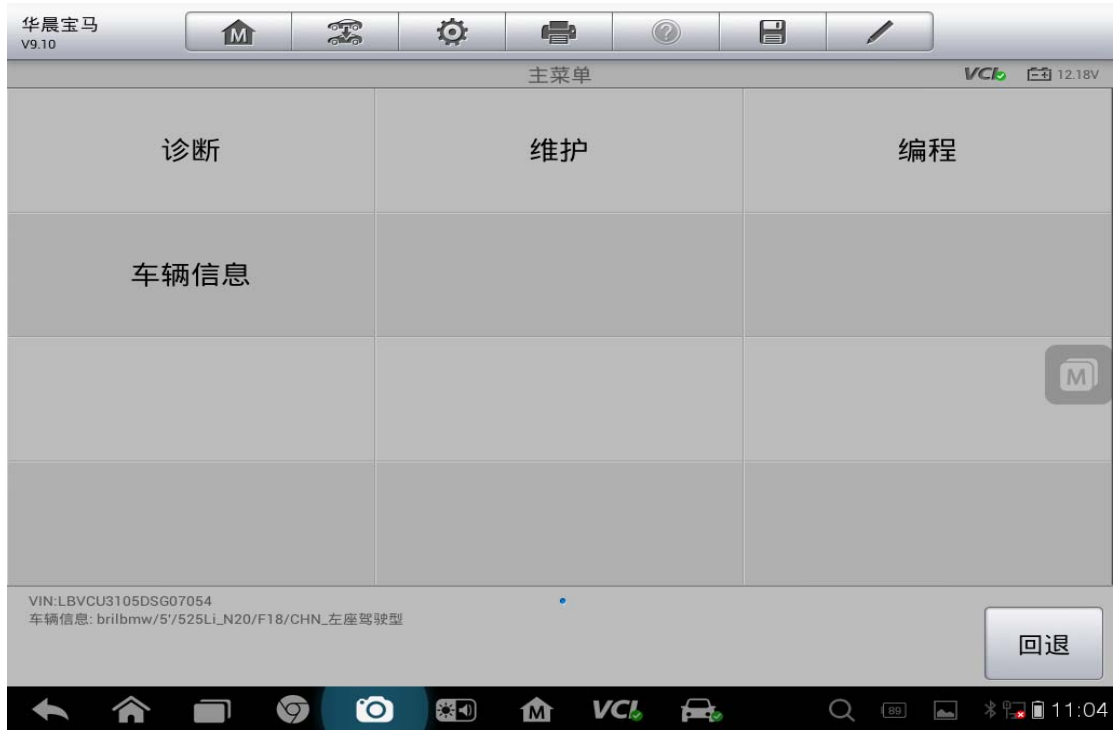 华晨宝马
V9.10
M
主菜单
VCI 12.18V
诊断 维护 编程
车辆信息
M
VIN:LBVCU3105DSG07054
车辆信息: brilbmw/5'/525Li_N20/F18/CHN_左座驾驶型
回退
M VCI 89 11:04